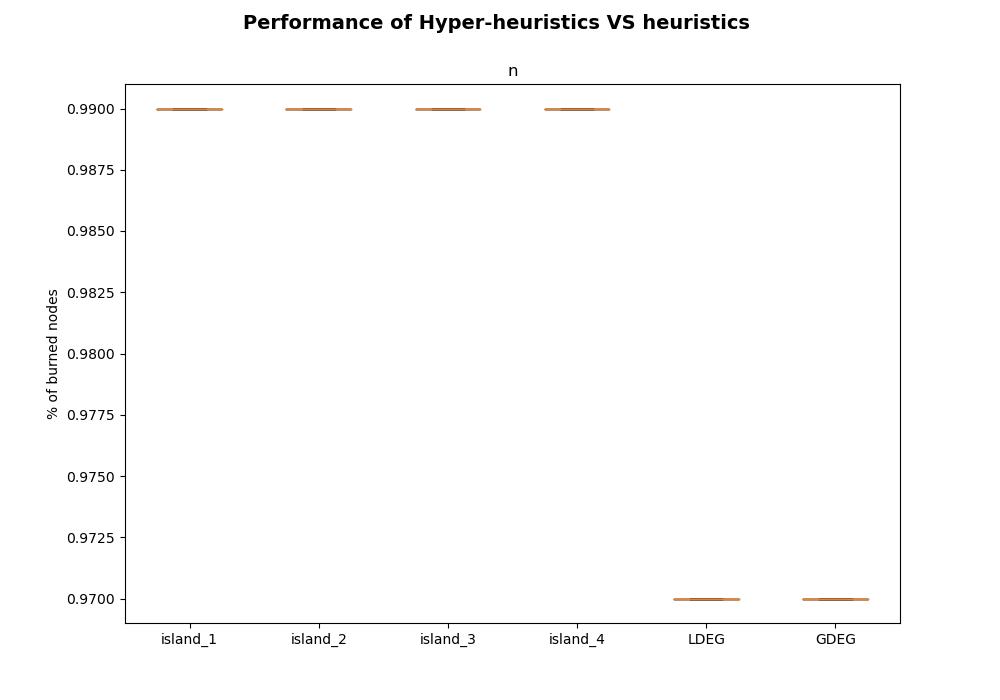 Performance of Hyper-heuristics VS heuristics
n
% of burned nodes
0.9900
0.9875
0.9850
0.9825
0.9800
0.9775
0.9750
0.9725
0.9700
island_1 island_2 island_3 island_4 LDEG GDEG